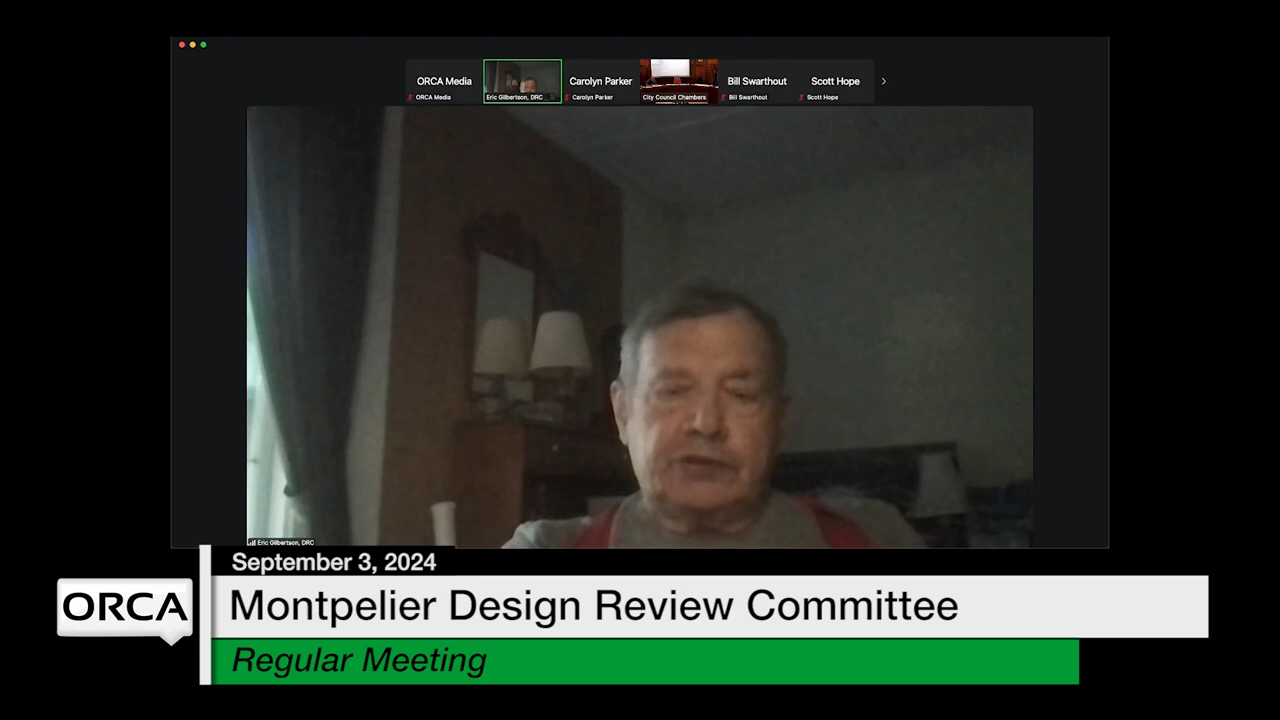 ORCA Media
Carolyn Parker
Bill Swarthout
Scott Hope
ORCA Media
Eric Gilbertson, DRC
Carolyn Parker
City Council Chambers
Bill Swarthout
Scott Hope
Eric Gilbertson, DRC
September 3, 2024
ORCA
Montpelier Design Review Committee
Regular Meeting